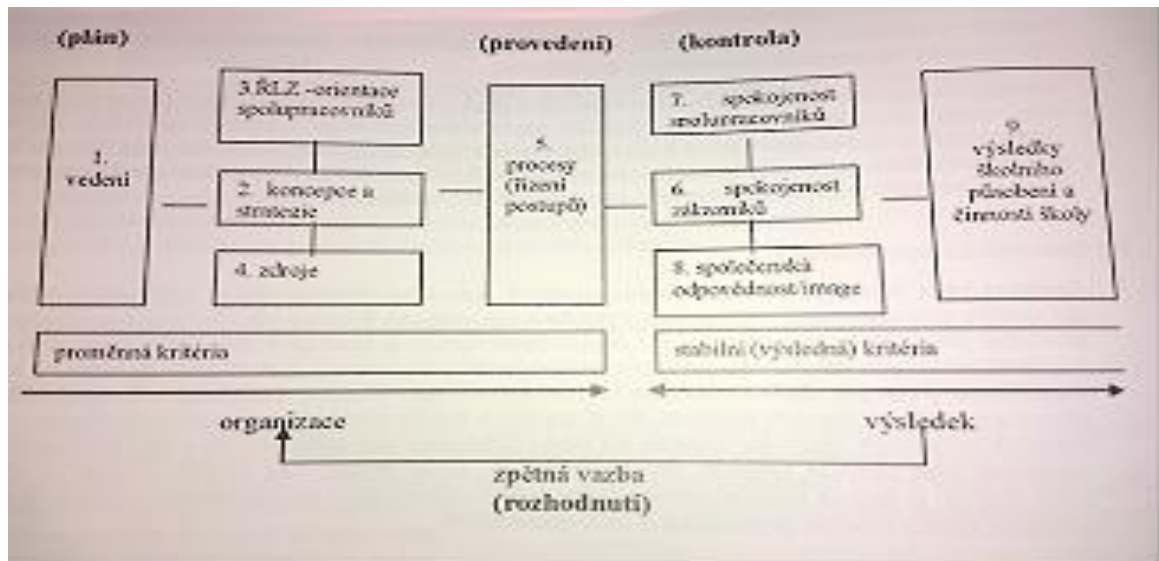 (plán)
(provedení)
(kontrola)
1.
vedení
3.ŘLZ -orientace
spolupracovníků
2. koncepce a
strategie
4. zdroje
5.
procesy
(řízení
postupů)
7. spokojenost
spolupracovníků
6. spokojenost
zákazníků
8. společenská
odpovědnost/image
9.
výsledky
školního
působení a
činnosti školy
proměnná kritéria
stabilní (výsledná) kritéria
organizace
výsledek
zpětná vazba
(rozhodnutí)